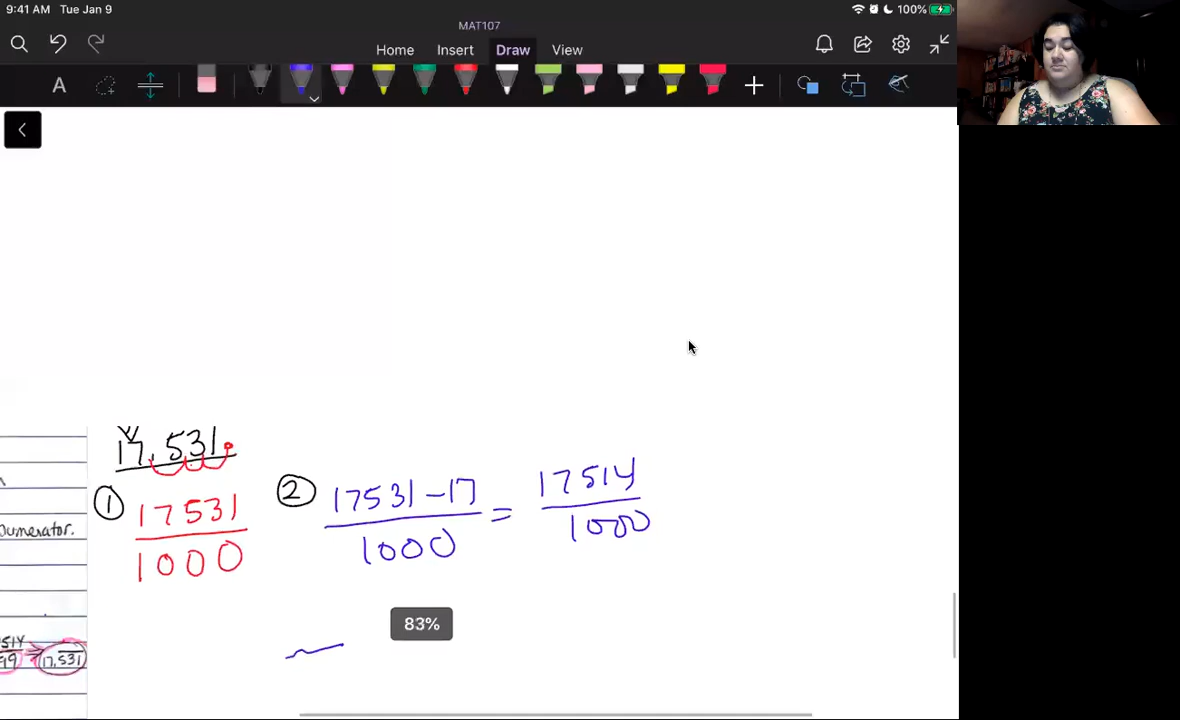 9:41 AM Tue Jan 9
100%
MAT107
Home Insert Draw View
A
17.531
① 17531
1000
② 17531-17 = 17514
1000 1000
numerator.
17.531
83%